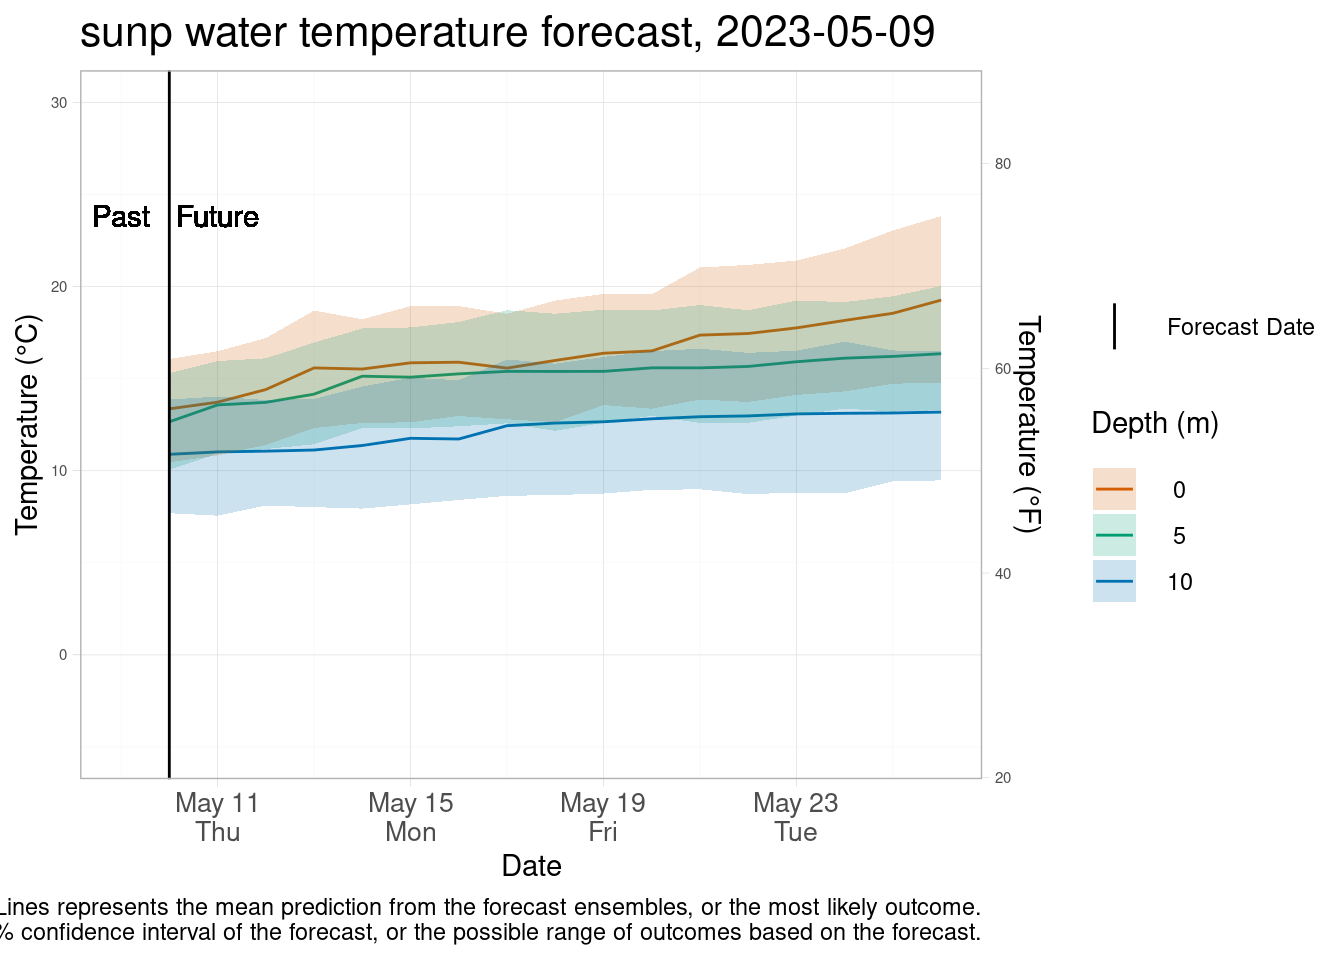 sunp water temperature forecast, 2023-05-09
30
20
10
0
Temperature (°C)
Past
Future
80
60
40
20
Temperature (°F)
May 11
Thu
May 15
Mon
May 19
Fri
May 23
Tue
Date
Forecast Date
Depth (m)
0
5
10
Lines represents the mean prediction from the forecast ensembles, or the most likely outcome.
% confidence interval of the forecast, or the possible range of outcomes based on the forecast.